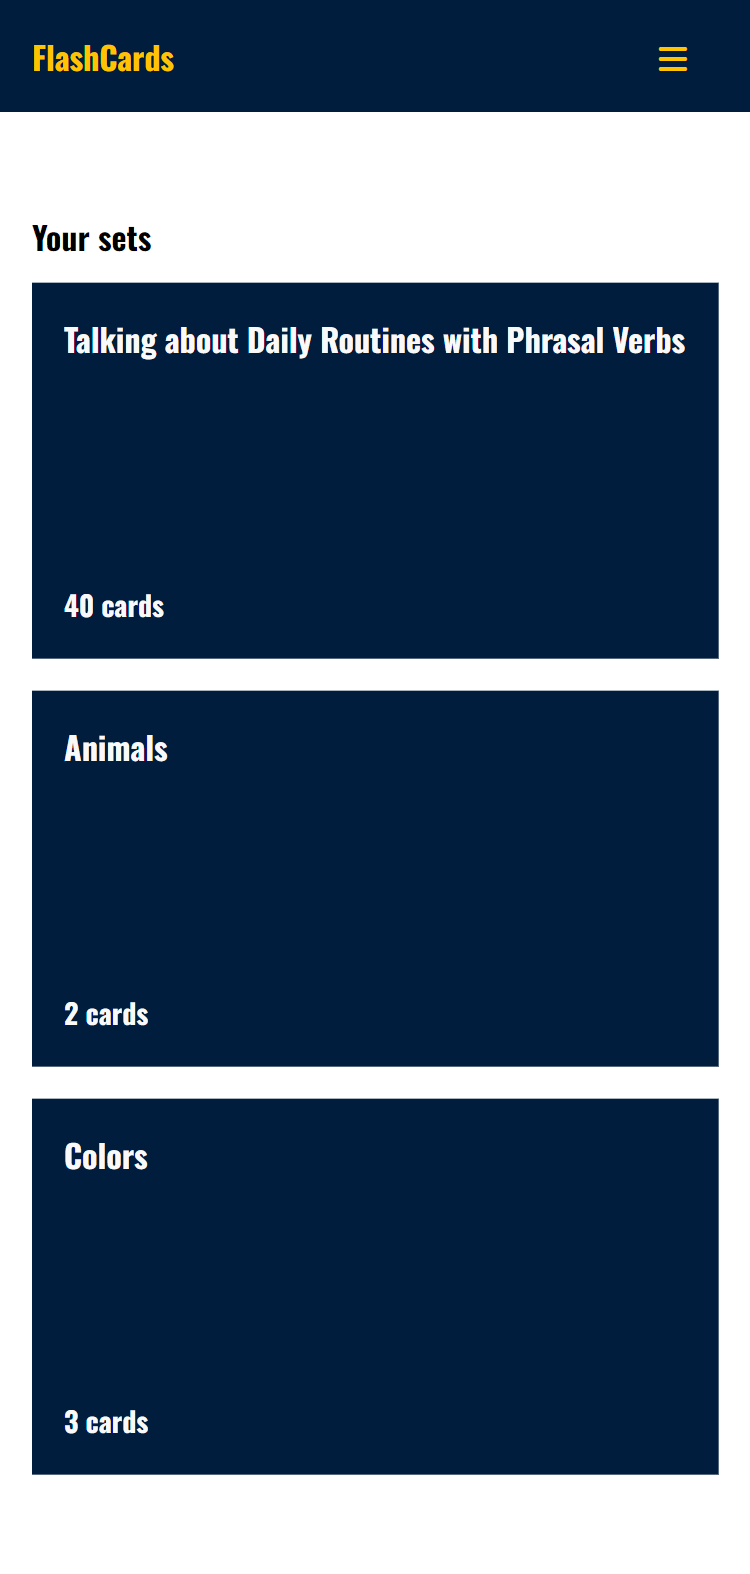 FlashCards
Your sets
Talking about Daily Routines with Phrasal Verbs
40 cards
Animals
2 cards
Colors
3 cards